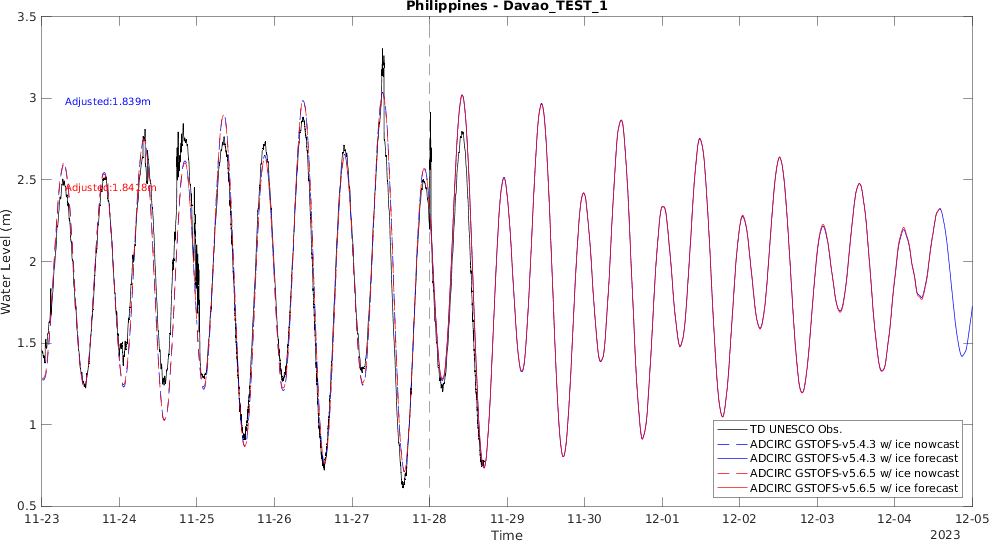 Philippines - Davao_TEST_1
3.5
3
2.5
2
1.5
1
0.5
Water Level (m)
Adjusted:1.839m
Adjusted:1.8418m
TD UNESCO Obs.
ADCIRC GSTOFS-v5.4.3 w/ ice nowcast
ADCIRC GSTOFS-v5.4.3 w/ ice forecast
ADCIRC GSTOFS-v5.6.5 w/ ice nowcast
ADCIRC GSTOFS-v5.6.5 w/ ice forecast
11-23 11-24 11-25 11-26 11-27 11-28 11-29 11-30 12-01 12-02 12-03 12-04 12-05
Time
2023